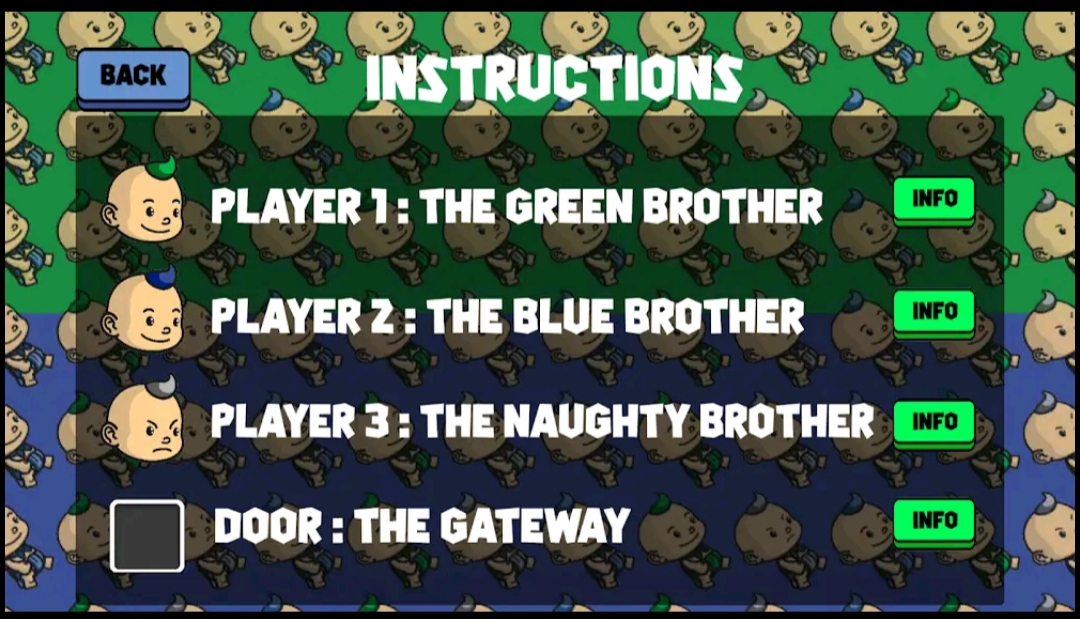 BACK
INSTRUCTIONS
PLAYER 1 : THE GREEN BROTHER
INFO
PLAYER 2 : THE BLUE BROTHER
INFO
PLAYER 3 : THE NAUGHTY BROTHER
INFO
DOOR : THE GATEWAY
INFO